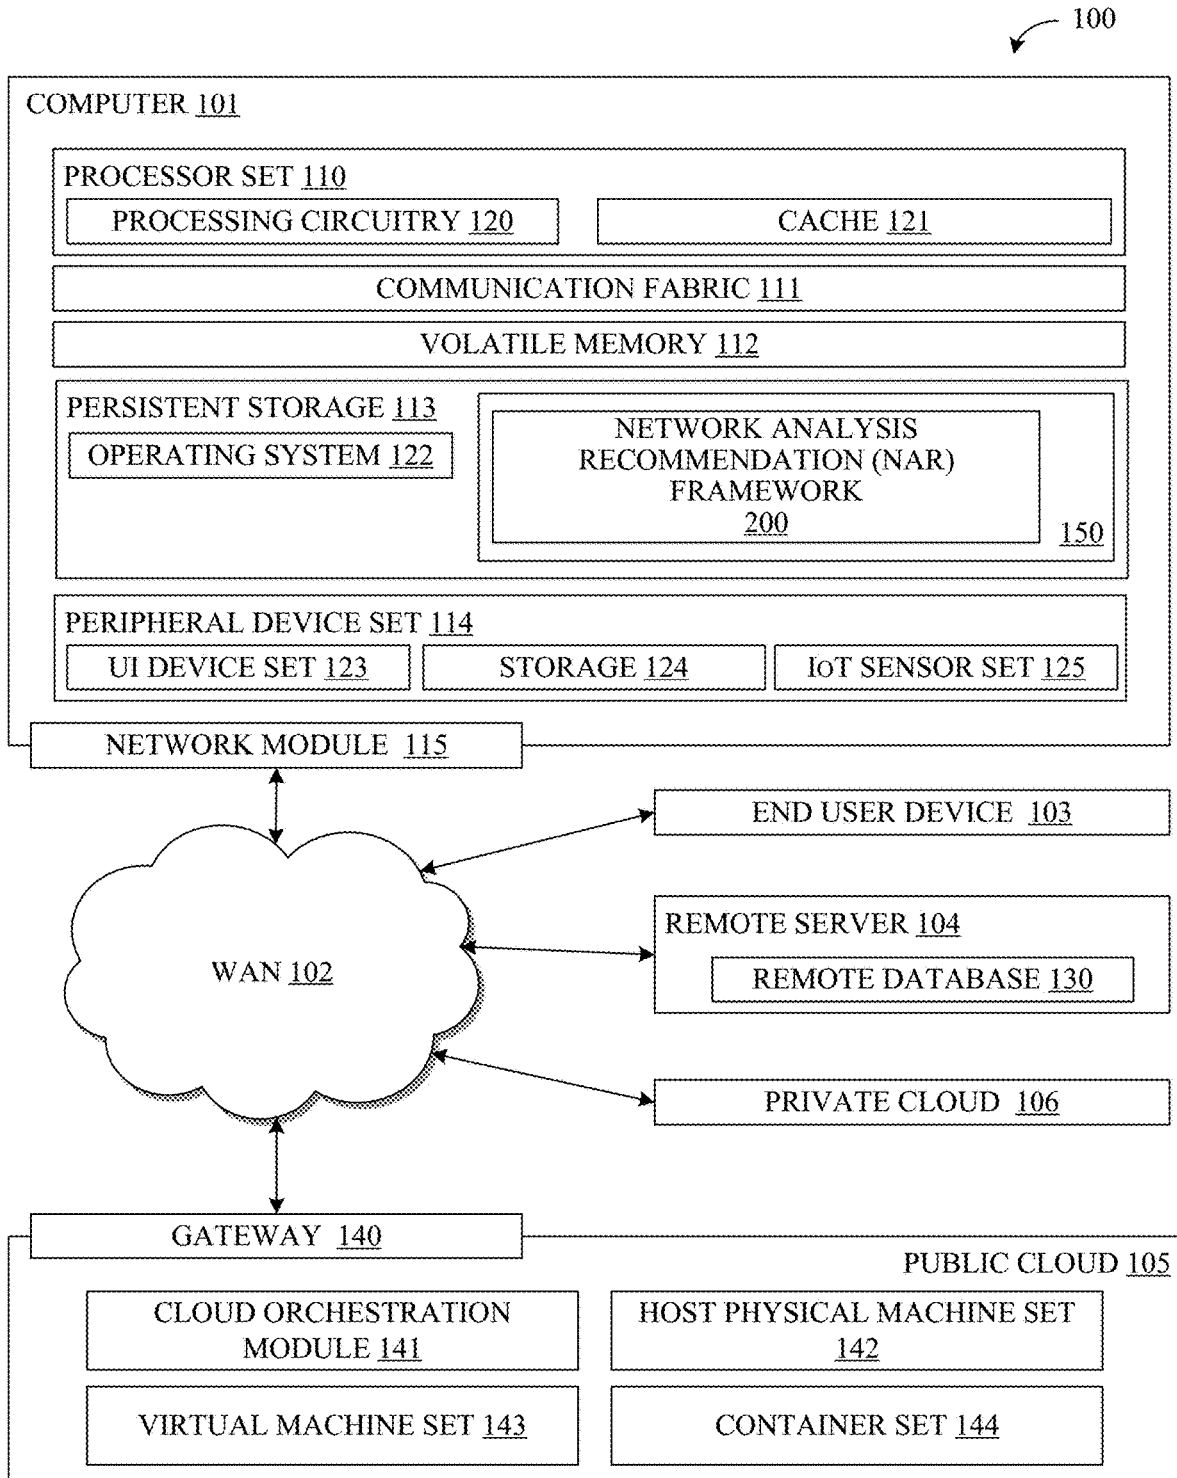 100
COMPUTER 101
PROCESSOR SET 110
PROCESSING CIRCUITRY 120
CACHE 121
COMMUNICATION FABRIC 111
VOLATILE MEMORY 112
PERSISTENT STORAGE 113
OPERATING SYSTEM 122
NETWORK ANALYSIS
RECOMMENDATION (NAR)
FRAMEWORK
200
150
PERIPHERAL DEVICE SET 114
UI DEVICE SET 123
STORAGE 124
IoT SENSOR SET 125
NETWORK MODULE 115
END USER DEVICE 103
REMOTE SERVER 104
REMOTE DATABASE 130
WAN 102
PRIVATE CLOUD 106
GATEWAY 140
PUBLIC CLOUD 105
CLOUD ORCHESTRATION
MODULE 141
HOST PHYSICAL MACHINE SET
142
VIRTUAL MACHINE SET 143
CONTAINER SET 144